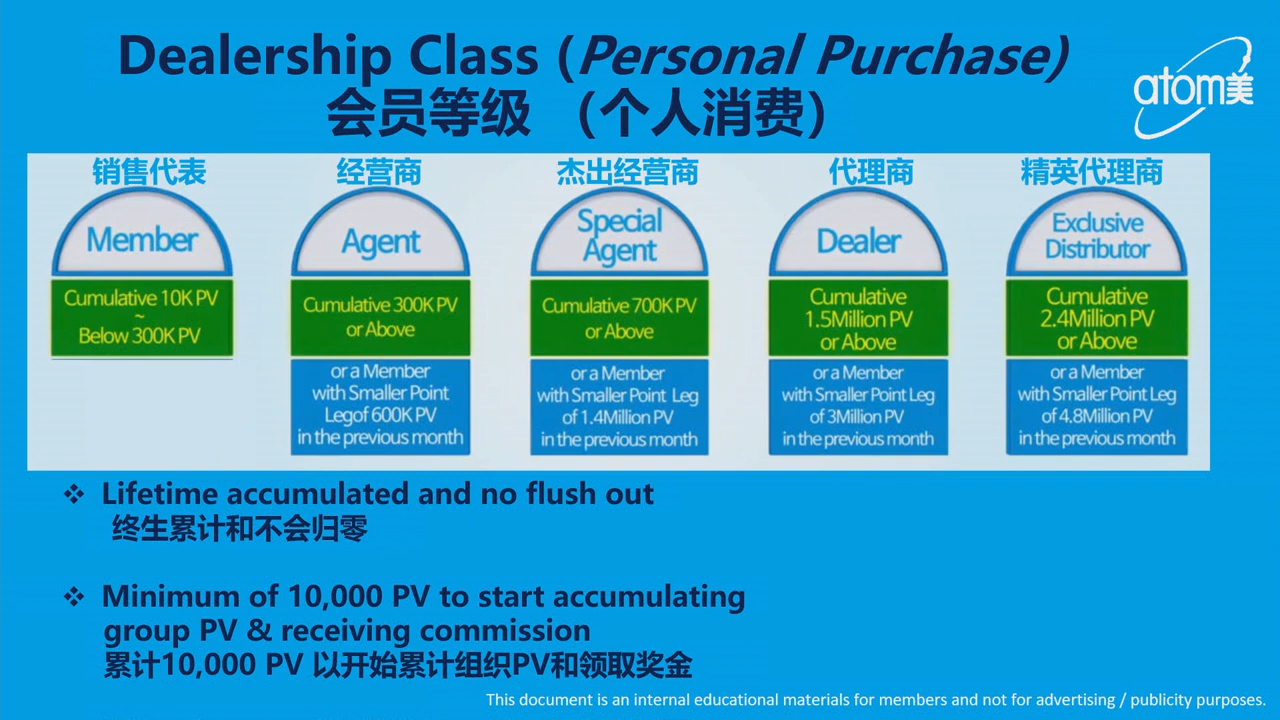 Dealership Class (Personal Purchase)
会员等级 （个人消费）
atom美
销售代表
经营商
杰出经营商
代理商
精英代理商
Member
Agent
Special
Agent
Dealer
Exclusive
Distributor
Cumulative 10K PV
~
Below 300K PV
Cumulative 300K PV
or Above
Cumulative 700K PV
or Above
Cumulative
1.5Million PV
or Above
Cumulative
2.4Million PV
or Above
or a Member
with Smaller Point
Legof 600K PV
in the previous month
or a Member
with Smaller Point Leg
of 1.4Million PV
in the previous month
or a Member
with Smaller Point Leg
of 3Million PV
in the previous month
or a Member
with Smaller Point Leg
of 4.8Million PV
in the previous month
❖ Lifetime accumulated and no flush out
终生累计和不会归零
❖ Minimum of 10,000 PV to start accumulating
group PV & receiving commission
累计10,000 PV 以开始累计组织PV和领取奖金
This document is an internal educational materials for members and not for advertising / publicity purposes.